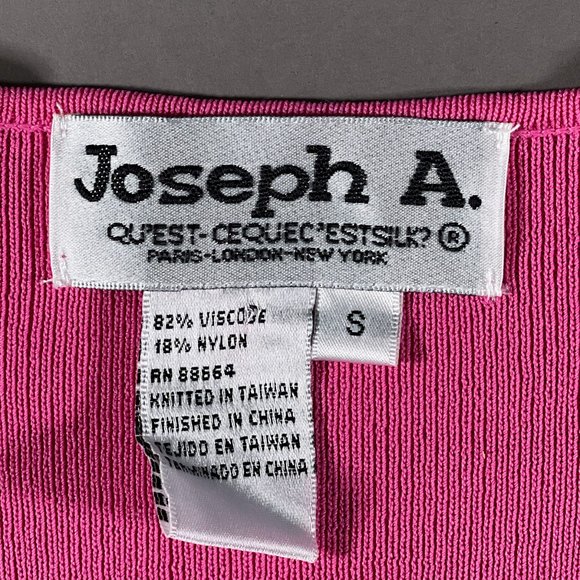 Joseph A.
QU'EST-CEQUEC'ESTSILK? ®
PARIS-LONDON-NEW YORK
82% VISCOSE
18% NYLON
S
RN 88664
KNITTED IN TAIWAN
FINISHED IN CHINA
TEJIDO EN TAIWAN
TERMINADO EN CHINA